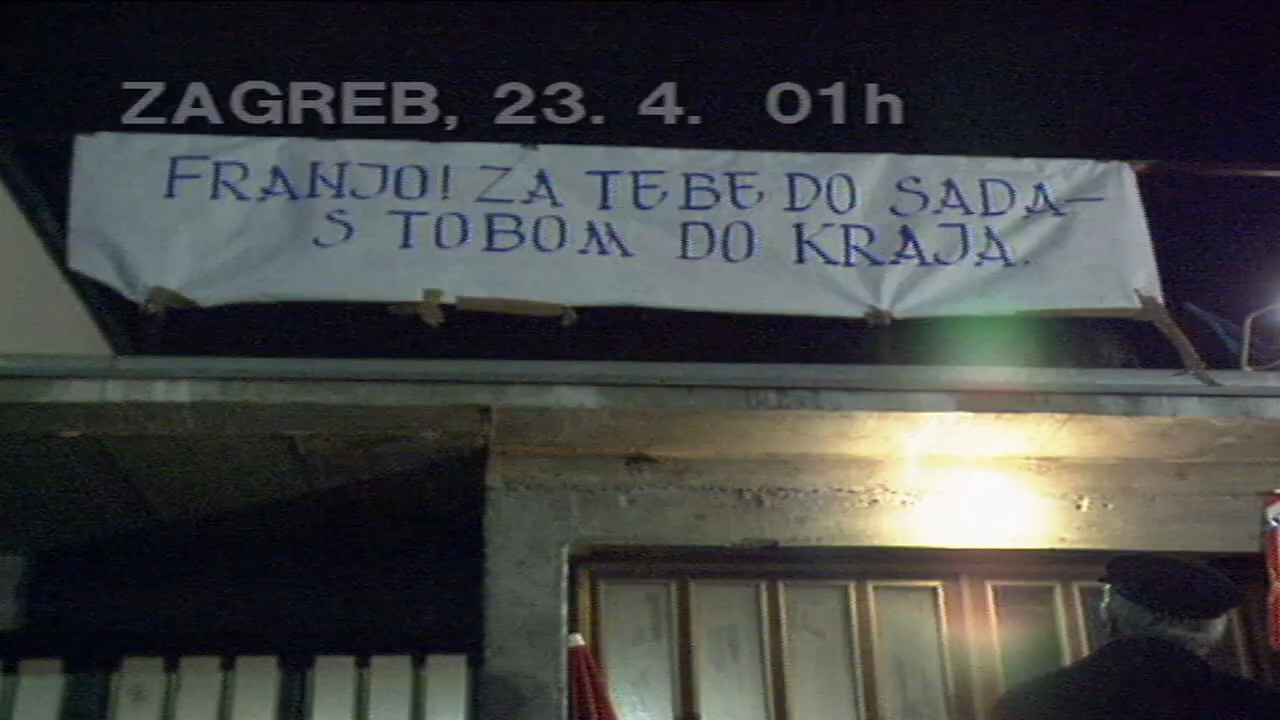 ZAGREB, 23. 4. 01h
FRANJO! ZA TEBE DO SADA-
S TOBOM DO KRAJA.